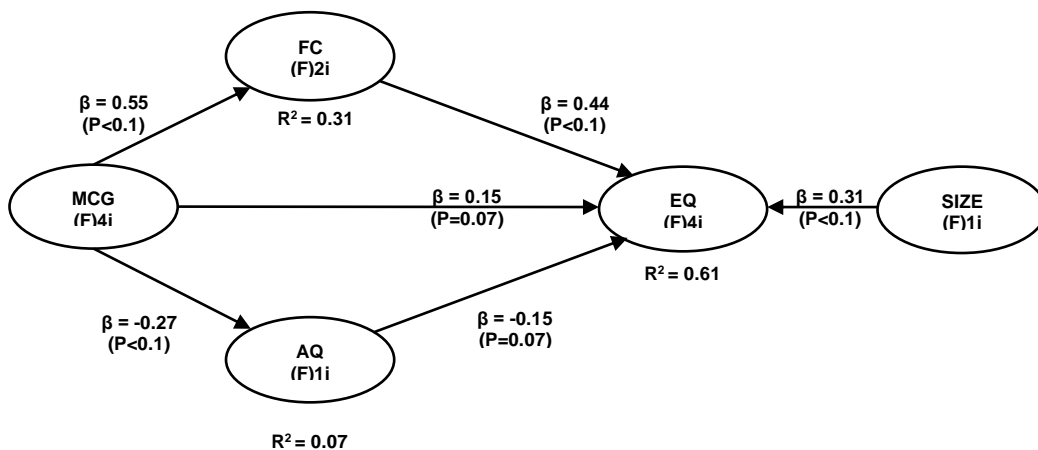 FC
(F)2i
β = 0.55
(P<0.1)
R² = 0.31
β = 0.44
(P<0.1)
MCG
(F)4i
β = 0.15
(P=0.07)
EQ
(F)4i
β = 0.31
(P<0.1)
SIZE
(F)1i
R² = 0.61
β = -0.27
(P<0.1)
β = -0.15
(P=0.07)
AQ
(F)1i
R² = 0.07